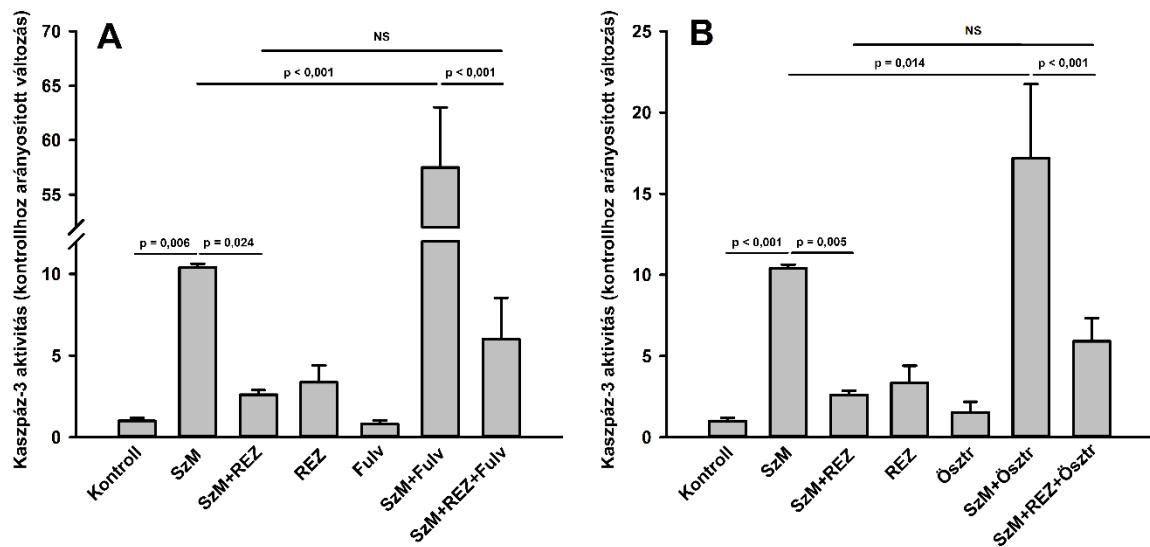 A
Kaszpáz-3 aktivitás (kontrollhoz arányosított változás)
70
65
60
55
10
5
0
NS
p < 0,001
p < 0,001
p = 0,006
p = 0,024
Kontroll
SzM
SzM+REZ
REZ
Fulv
SzM+Fulv
SzM+REZ+Fulv
B
Kaszpáz-3 aktivitás (kontrollhoz arányosított változás)
25
20
15
10
5
0
NS
p = 0,014
p < 0,001
p < 0,001
p = 0,005
Kontroll
SzM
SzM+REZ
REZ
Ösztr
SzM+Ösztr
SzM+REZ+Ösztr